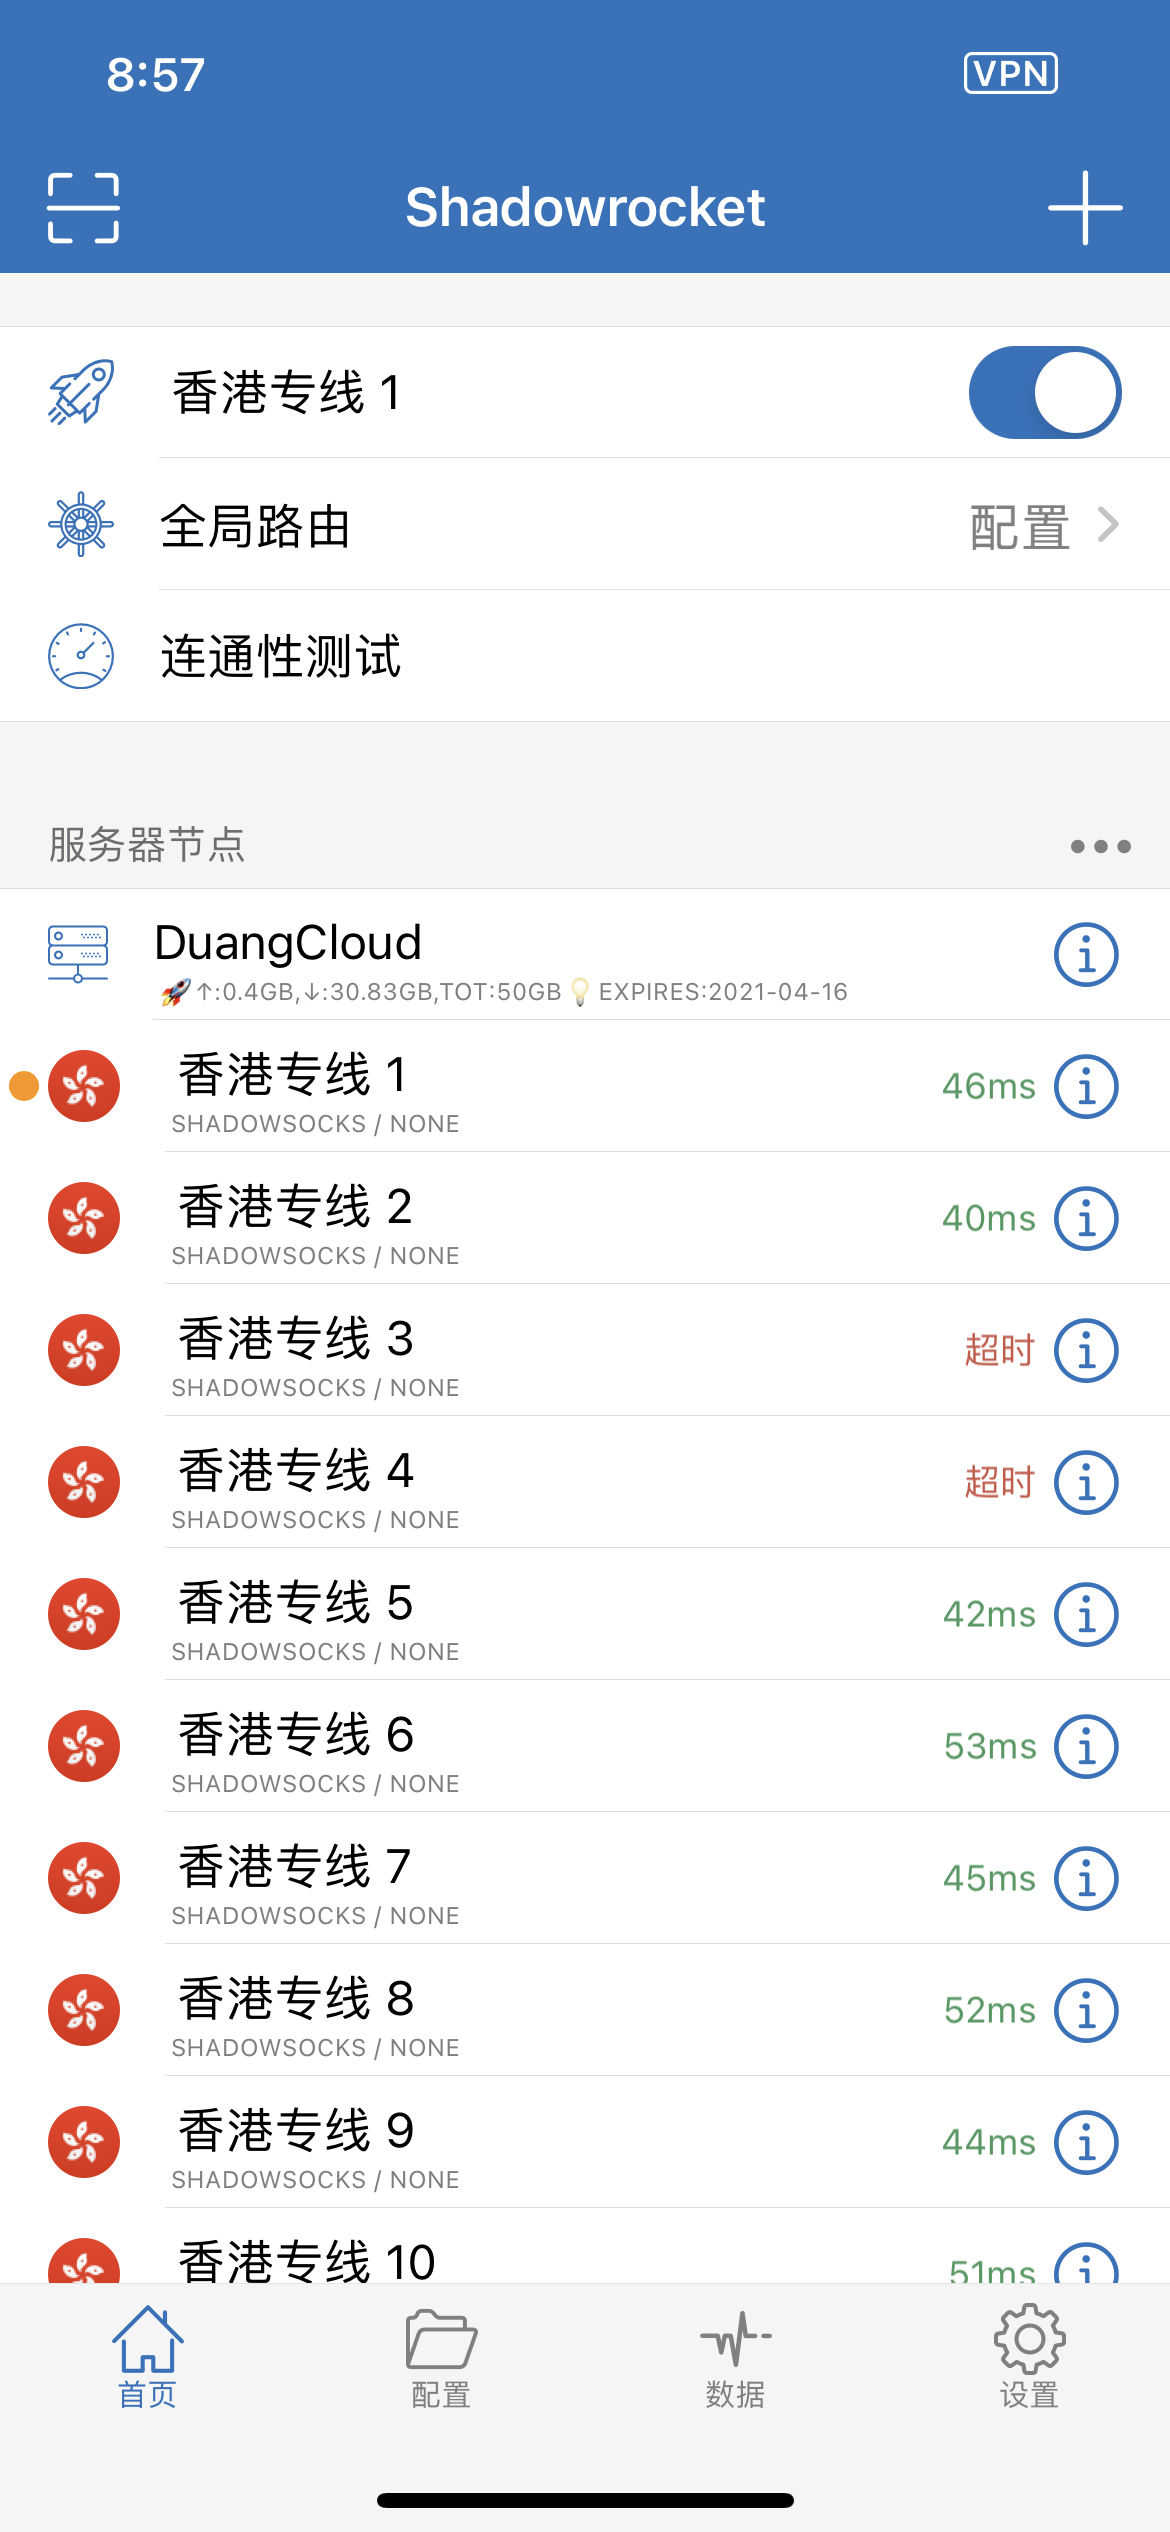 8:57
VPN
Shadowrocket
香港专线 1
全局路由 配置
连通性测试
服务器节点
DuangCloud
🚀↑:0.4GB,↓:30.83GB,TOT:50GB💡EXPIRES:2021-04-16
香港专线 1
46ms
SHADOWSOCKS / NONE
香港专线 2
40ms
SHADOWSOCKS / NONE
香港专线 3
超时
SHADOWSOCKS / NONE
香港专线 4
超时
SHADOWSOCKS / NONE
香港专线 5
42ms
SHADOWSOCKS / NONE
香港专线 6
53ms
SHADOWSOCKS / NONE
香港专线 7
45ms
SHADOWSOCKS / NONE
香港专线 8
52ms
SHADOWSOCKS / NONE
香港专线 9
44ms
SHADOWSOCKS / NONE
香港专线 10
51ms
首页 配置 数据 设置